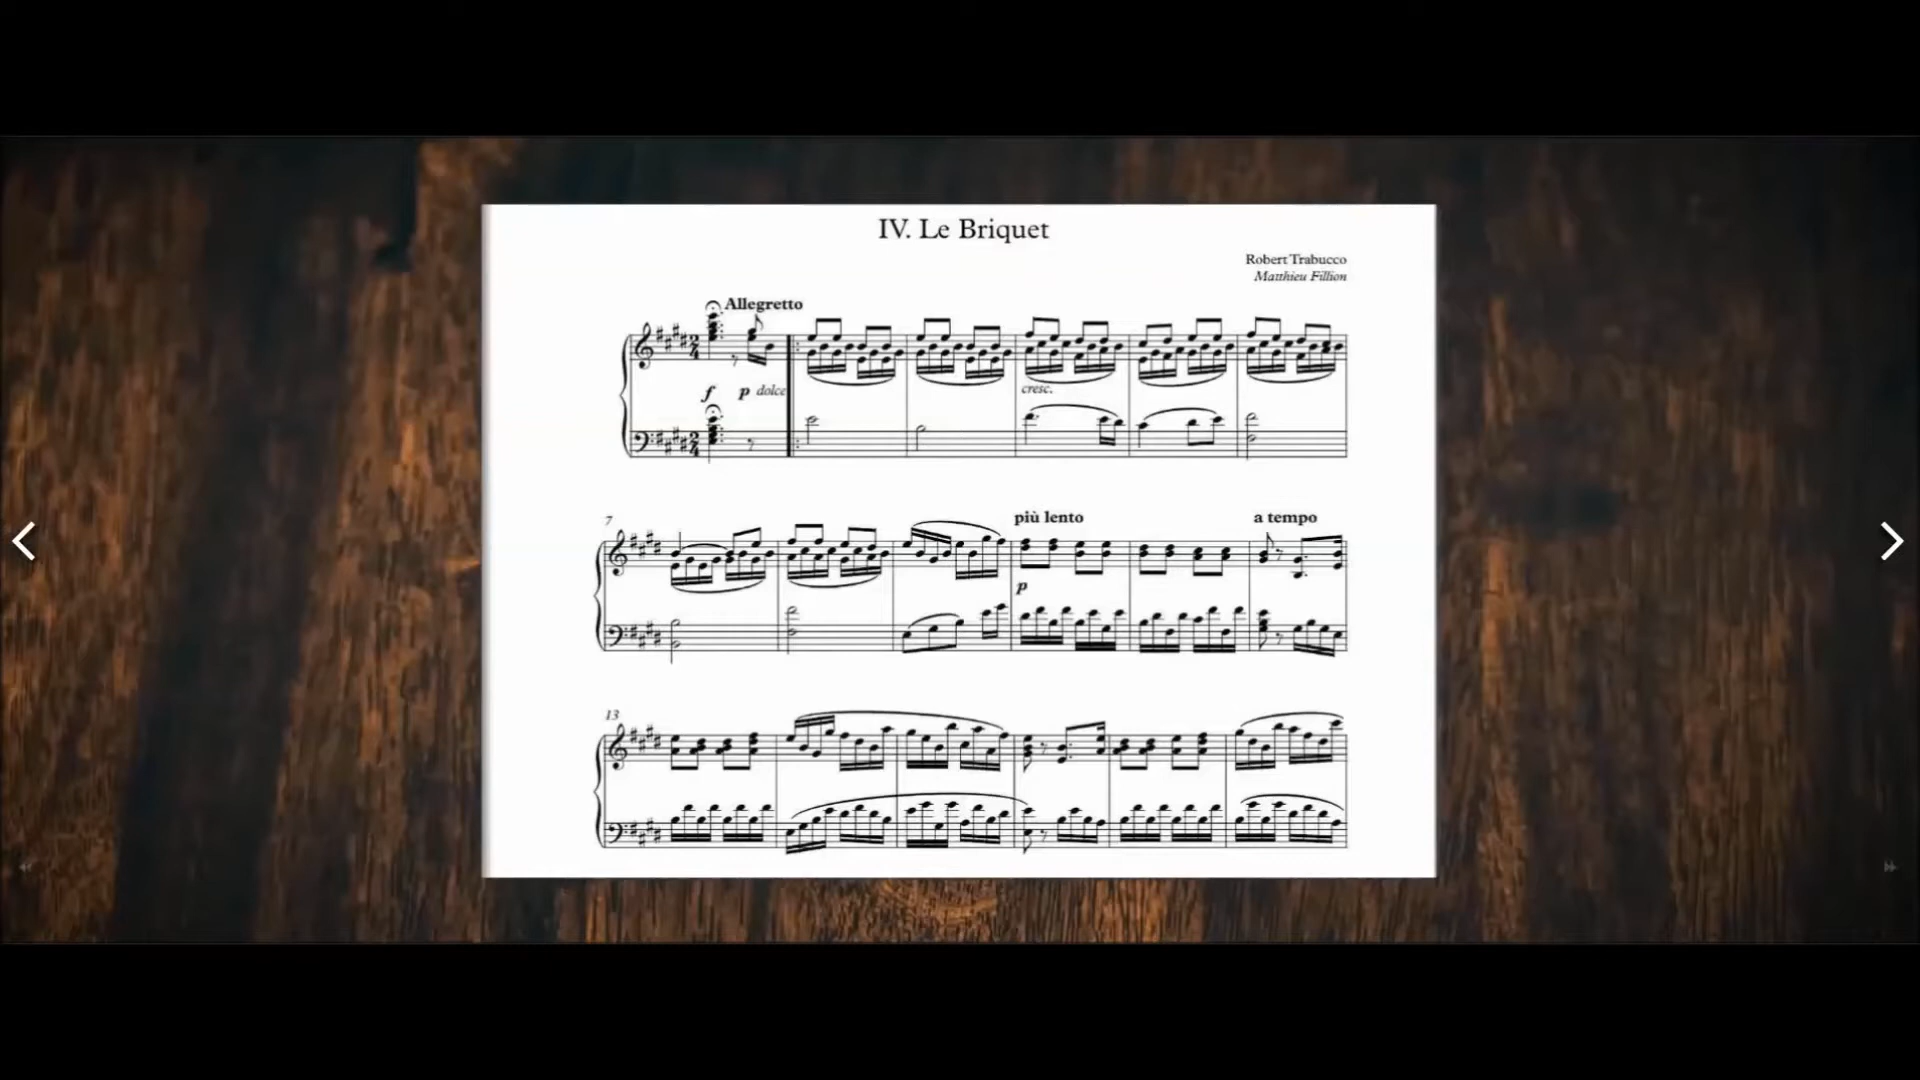 IV. Le Briquet
Robert Trabucco
Matthieu Fillion
Allegretto
f p dolce
cresc.
7
più lento
a tempo
p
13